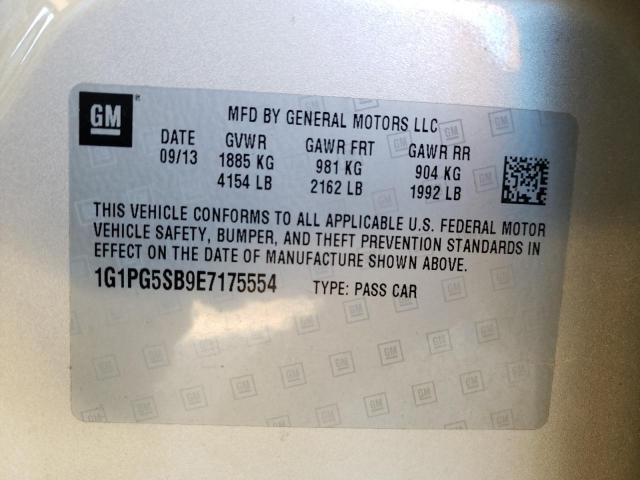 GM ®
MFD BY GENERAL MOTORS LLC
DATE GVWR GAWR FRT GAWR RR
09/13 1885 KG 981 KG 904 KG
4154 LB 2162 LB 1992 LB
THIS VEHICLE CONFORMS TO ALL APPLICABLE U.S. FEDERAL MOTOR
VEHICLE SAFETY, BUMPER, AND THEFT PREVENTION STANDARDS IN
EFFECT ON THE DATE OF MANUFACTURE SHOWN ABOVE.
1G1PG5SB9E7175554 TYPE: PASS CAR